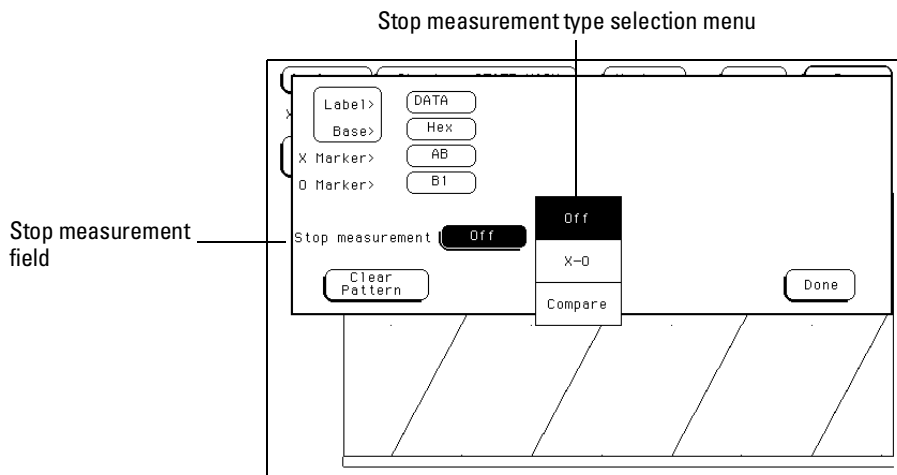 Stop measurement type selection menu
Label>
DATA
Base>
Hex
X Marker>
AB
O Marker>
B1
Stop measurement
field
Stop measurement
Off
Off
X-O
Compare
Clear
Pattern
Done